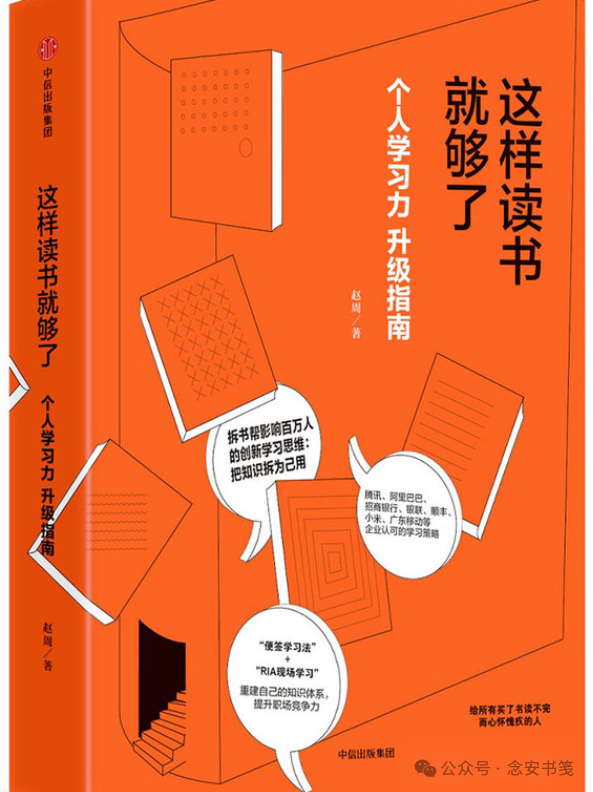 中信出版集团
这样读书就够了
个人学习力 升级指南
赵周/著
这样读书
就够了
个人学习力 升级指南
赵周/著
拆书帮影响百万人
的创新学习思维：
把知识拆为己用
腾讯、阿里巴巴、
招商银行、银联、顺丰、
小米、广东移动等
企业认可的学习策略
“便签学习法”
+
“RIA现场学习”
重建自己的知识体系，
提升职场竞争力
给所有买了书读不完
而心怀愧疚的人
中信出版集团
公众号·念安书笺